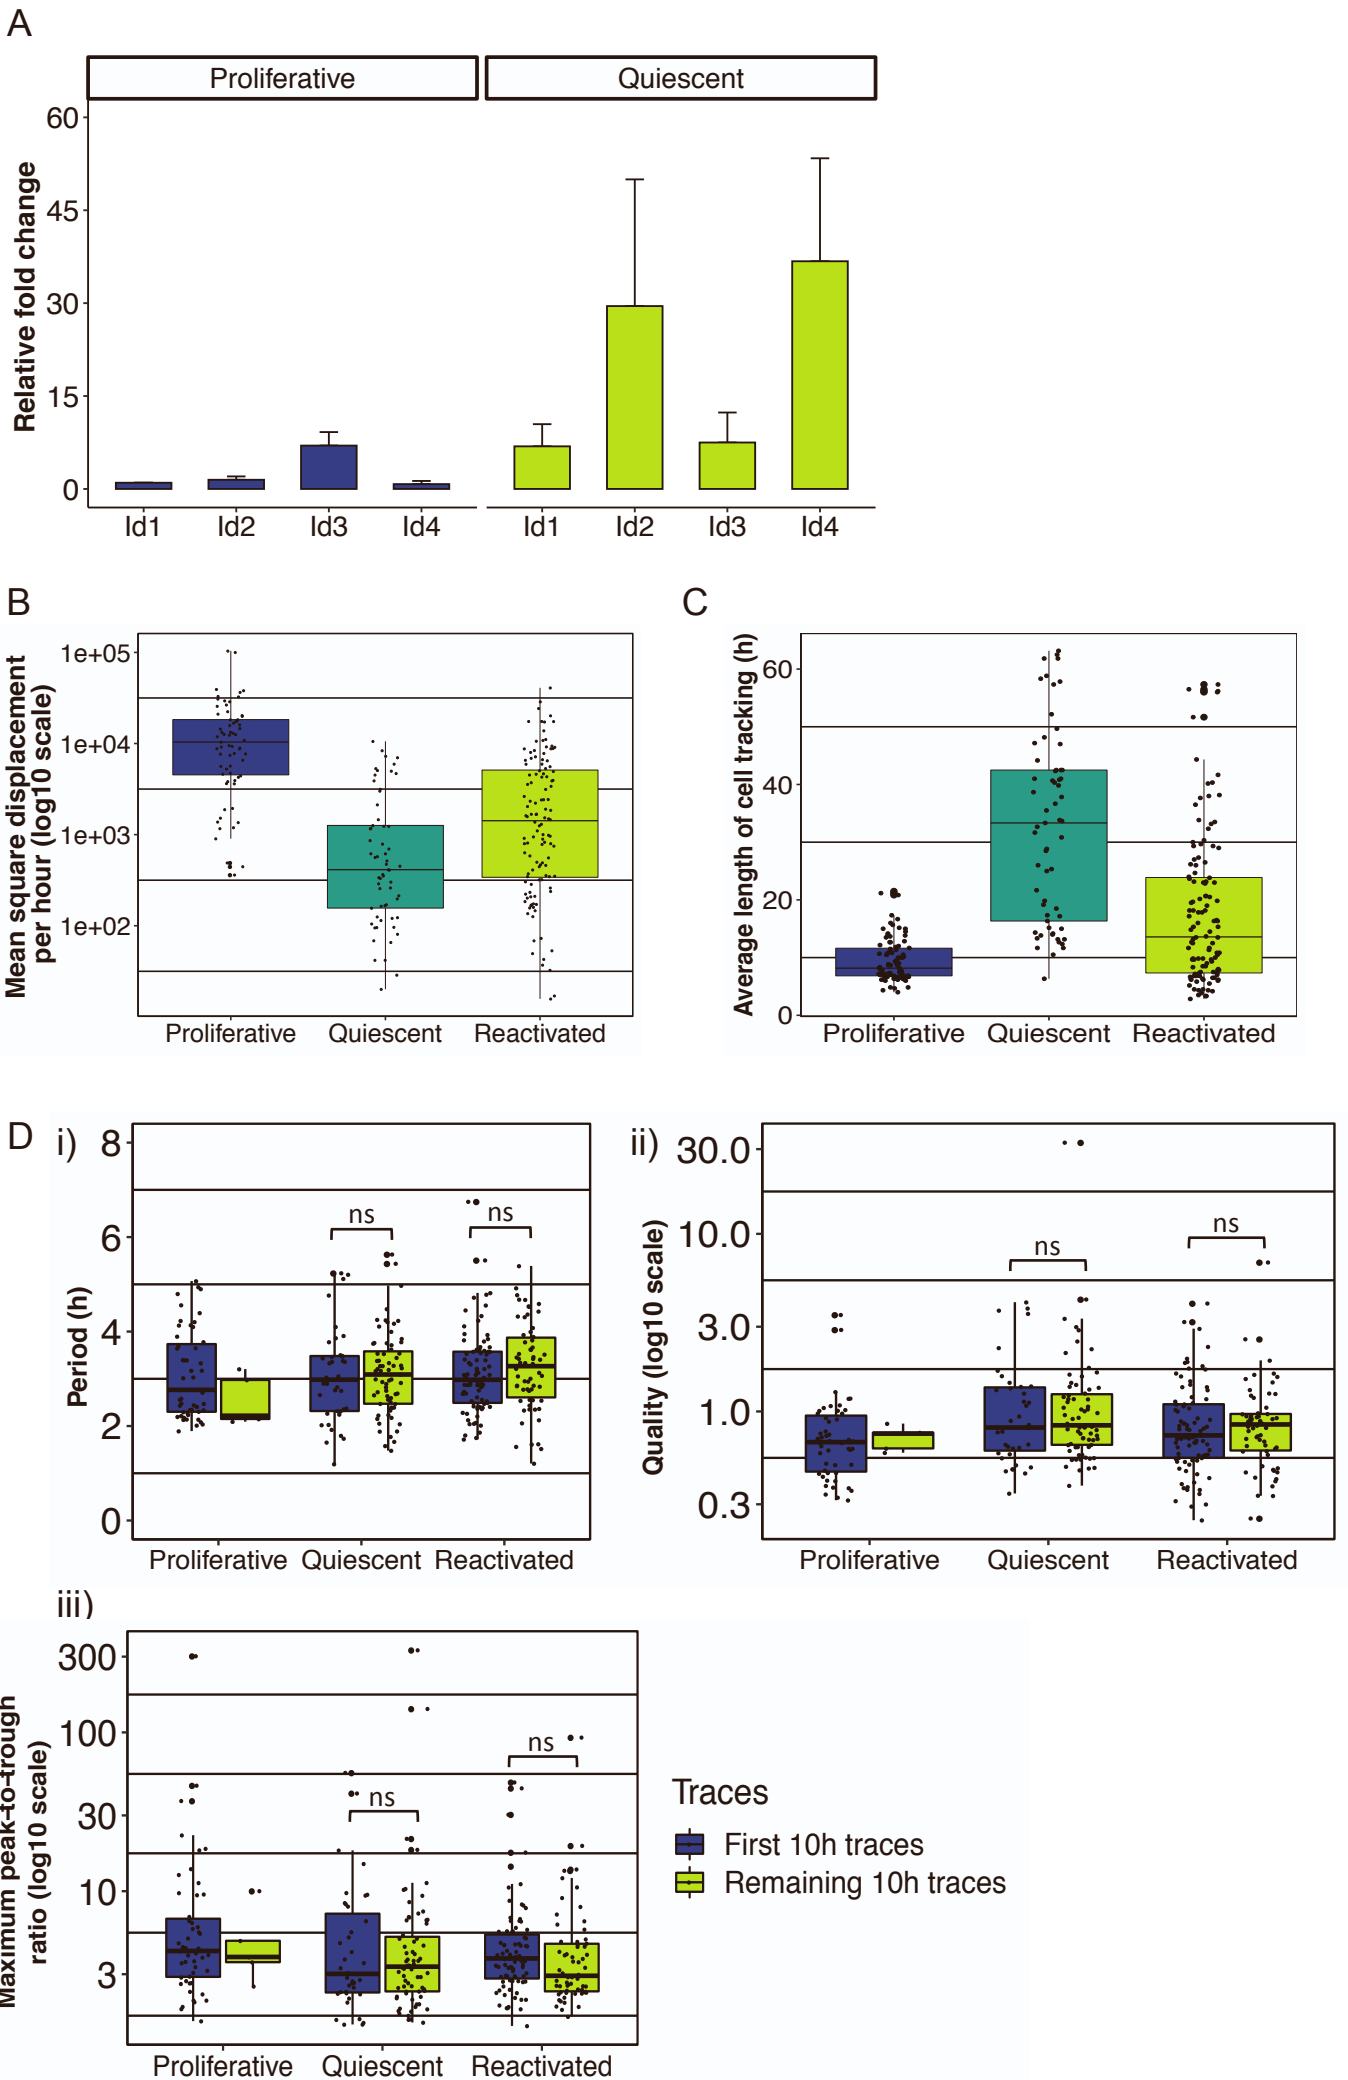 A
Proliferative
Quiescent
Relative fold change
60
45
30
15
0
Id1
Id2
Id3
Id4
Id1
Id2
Id3
Id4
B
Mean square displacement
per hour (log10 scale)
1e+05
1e+04
1e+03
1e+02
Proliferative
Quiescent
Reactivated
C
Average length of cell tracking (h)
60
40
20
0
Proliferative
Quiescent
Reactivated
D
i)
Period (h)
8
6
4
2
0
ns
ns
Proliferative
Quiescent
Reactivated
ii)
Quality (log10 scale)
30.0
10.0
3.0
1.0
0.3
ns
ns
Proliferative
Quiescent
Reactivated
iii)
Maximum peak-to-trough
ratio (log10 scale)
300
100
30
10
3
ns
ns
Proliferative
Quiescent
Reactivated
Traces
First 10h traces
Remaining 10h traces